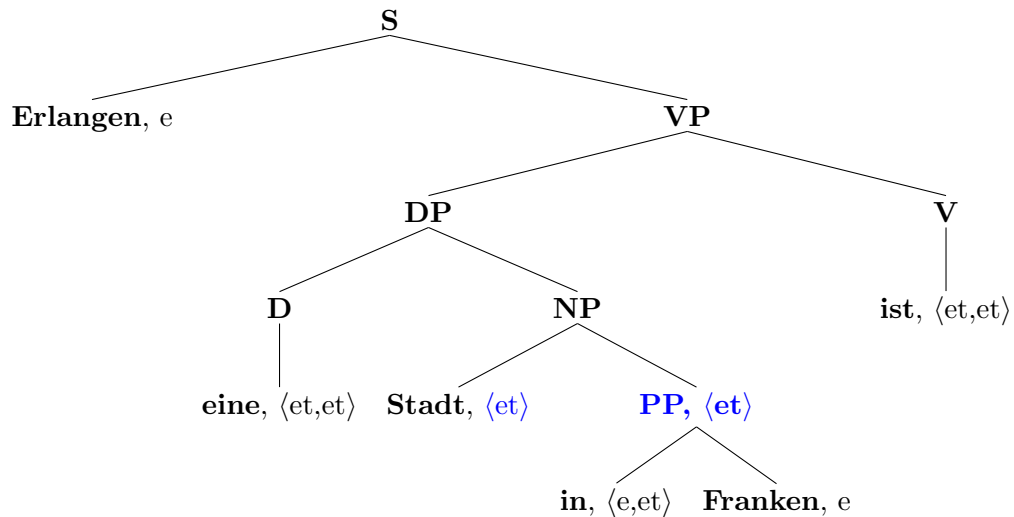 S
Erlangen, e VP
DP V
D NP ist, ⟨et,et⟩
eine, ⟨et,et⟩ Stadt, ⟨et⟩ PP, ⟨et⟩
in, ⟨e,et⟩ Franken, e